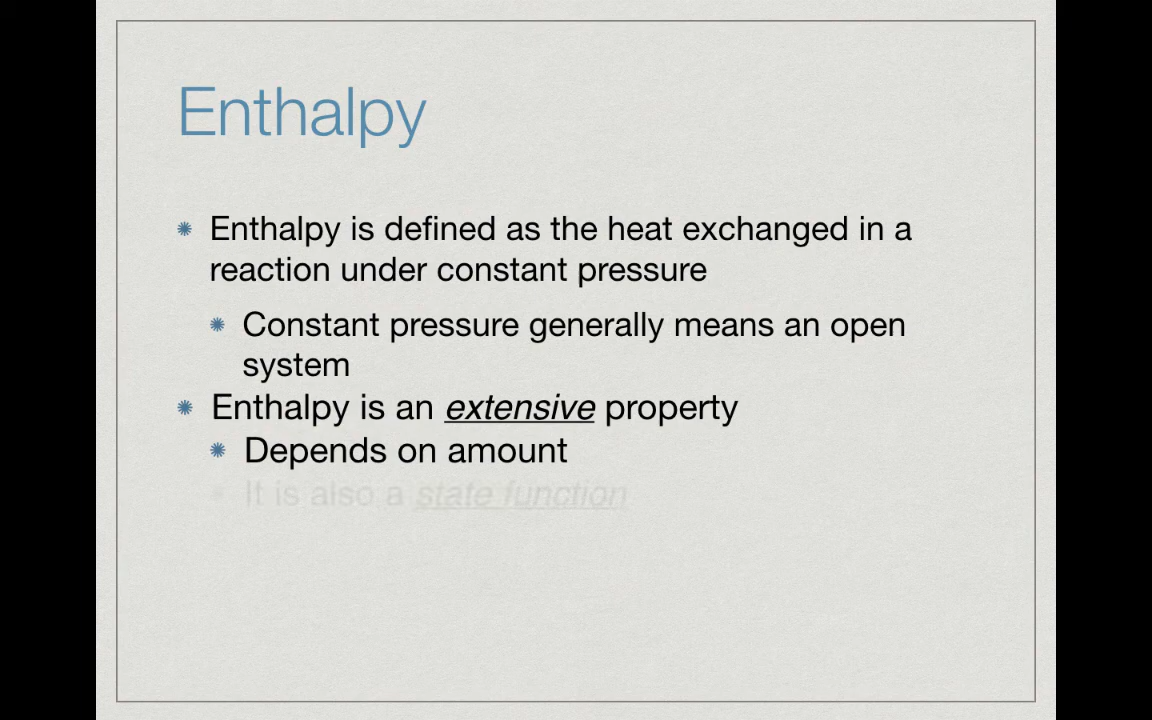 Enthalpy
Enthalpy is defined as the heat exchanged in a
reaction under constant pressure
Constant pressure generally means an open
system
Enthalpy is an extensive property
Depends on amount
It is also a state function